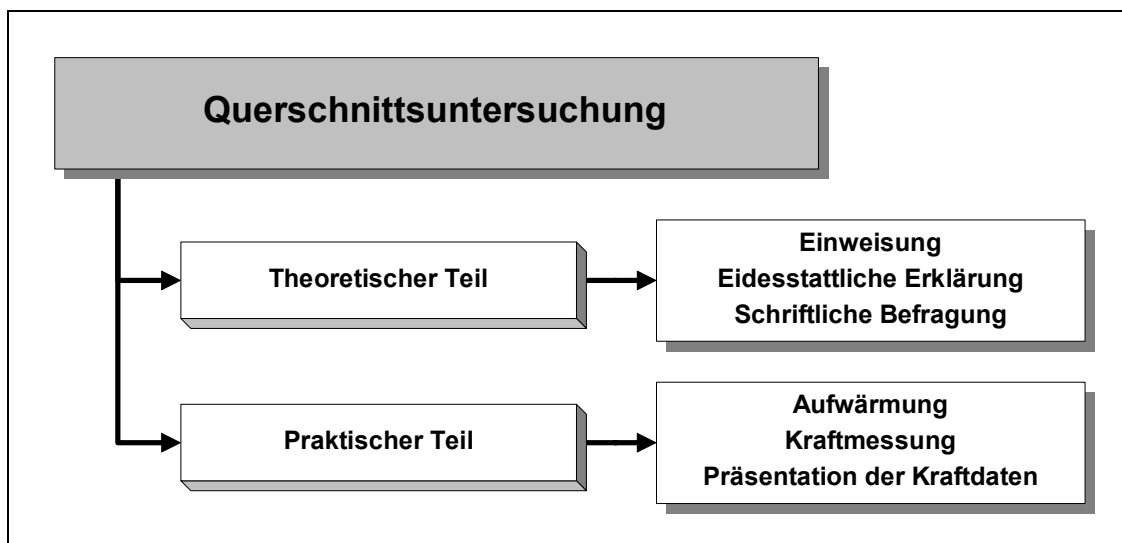 Querschnittsuntersuchung
Theoretischer Teil
Einweisung
Eidesstattliche Erklärung
Schriftliche Befragung
Praktischer Teil
Aufwärmung
Kraftmessung
Präsentation der Kraftdaten